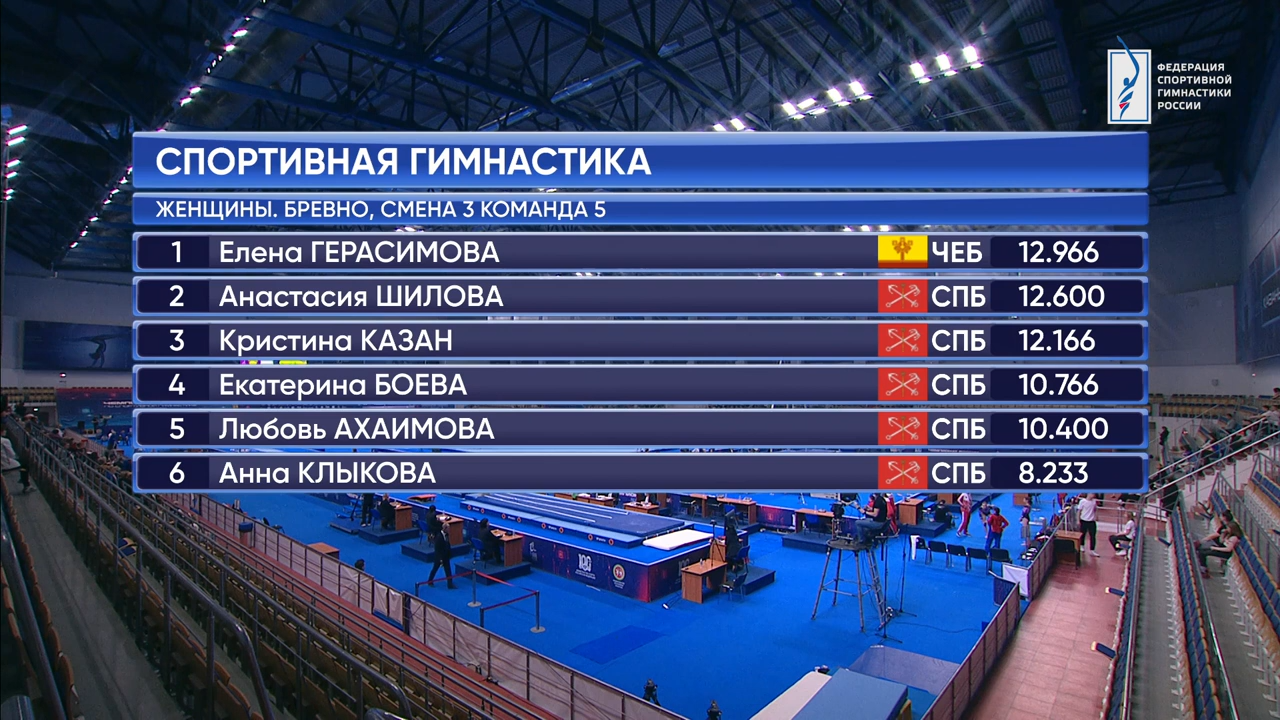 ФЕДЕРАЦИЯ
СПОРТИВНОЙ
ГИМНАСТИКИ
РОССИИ
СПОРТИВНАЯ ГИМНАСТИКА
ЖЕНЩИНЫ. БРЕВНО, СМЕНА 3 КОМАНДА 5
1 Елена ГЕРАСИМОВА ЧЕБ 12.966
2 Анастасия ШИЛОВА СПБ 12.600
3 Кристина КАЗАН СПБ 12.166
4 Екатерина БОЕВА СПБ 10.766
5 Любовь АХАИМОВА СПБ 10.400
6 Анна КЛЫКОВА СПБ 8.233
100